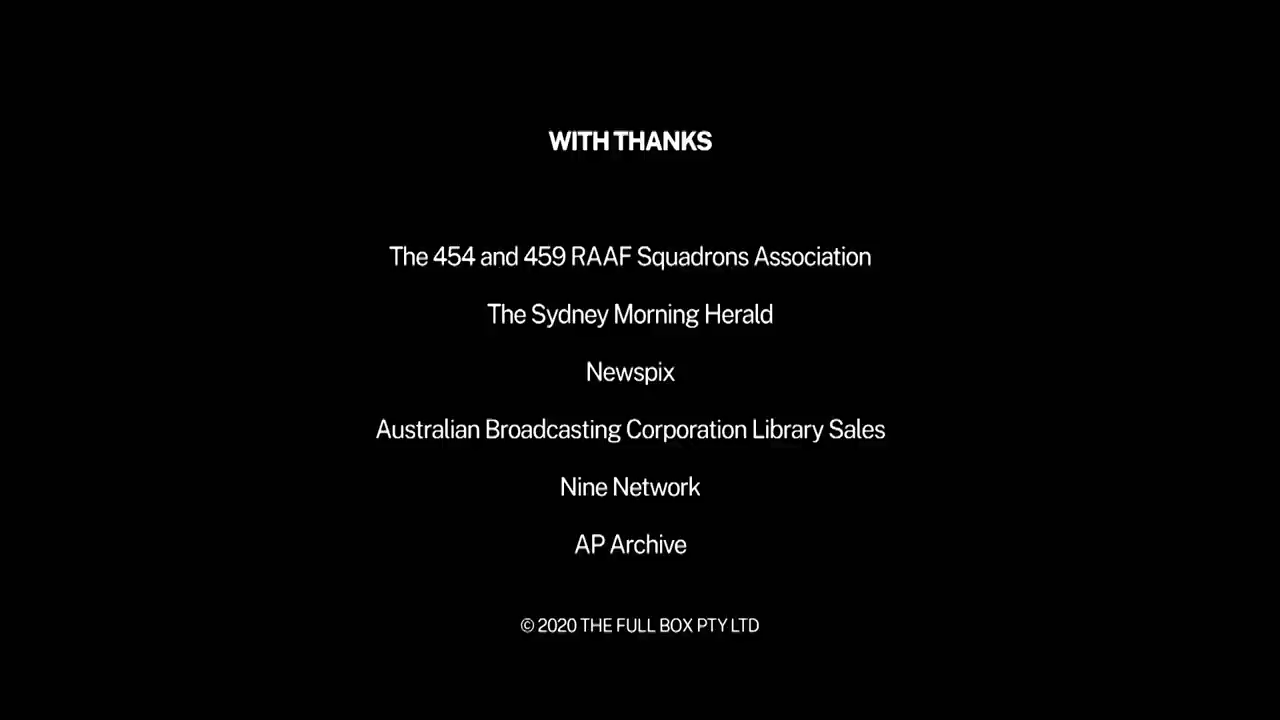 WITH THANKS
The 454 and 459 RAAF Squadrons Association
The Sydney Morning Herald
Newspix
Australian Broadcasting Corporation Library Sales
Nine Network
AP Archive
© 2020 THE FULL BOX PTY LTD